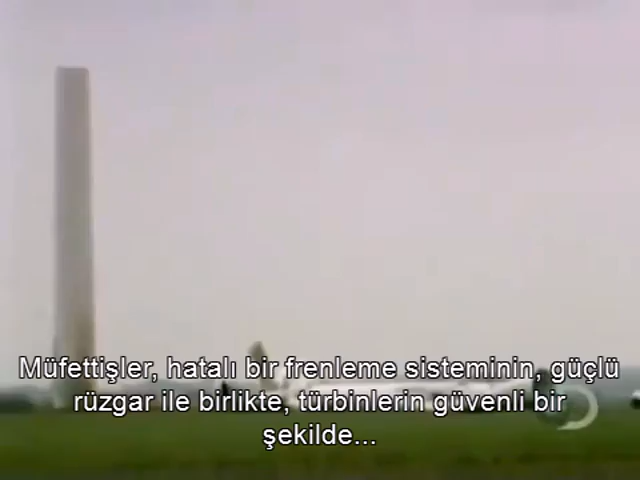 Müfettişler, hatalı bir frenleme sisteminin, güçlü
rüzgar ile birlikte, türbinlerin güvenli bir
şekilde...